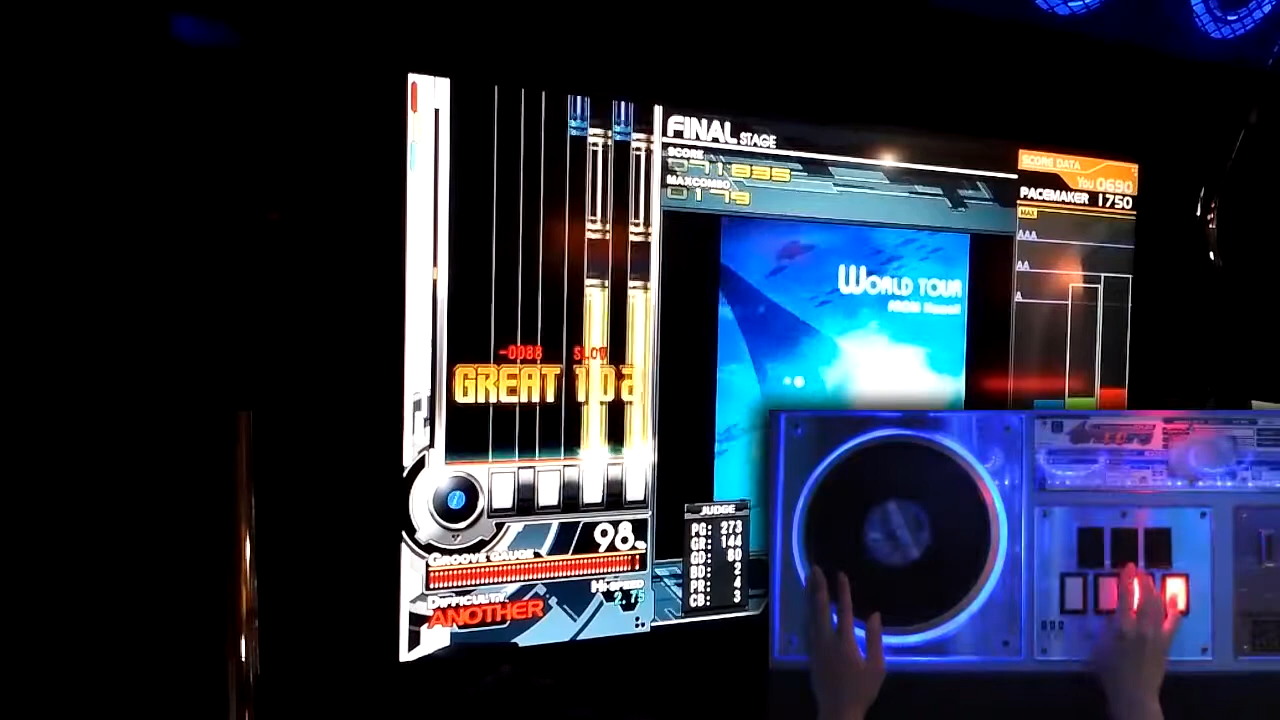 FINAL STAGE
SCORE
MAXCOMBO
0179
SCORE DATA
You 0690
PACEMAKER 1750
MAX
AAA
AA
A
WORLD TOUR
-0088 SLOW
GREAT 102
JUDGE
PG: 273
GR: 144
GD: 80
BD: 2
PR: 4
CB: 3
98%
GROOVE GAUGE
HI-SPEED
2.75
DIFFICULTY
ANOTHER